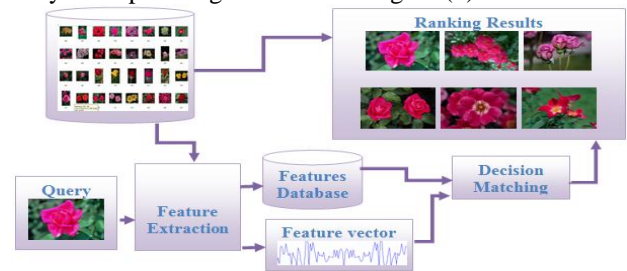 Ranking Results
Query
Feature
Extraction
Features
Database
Feature vector
Decision
Matching